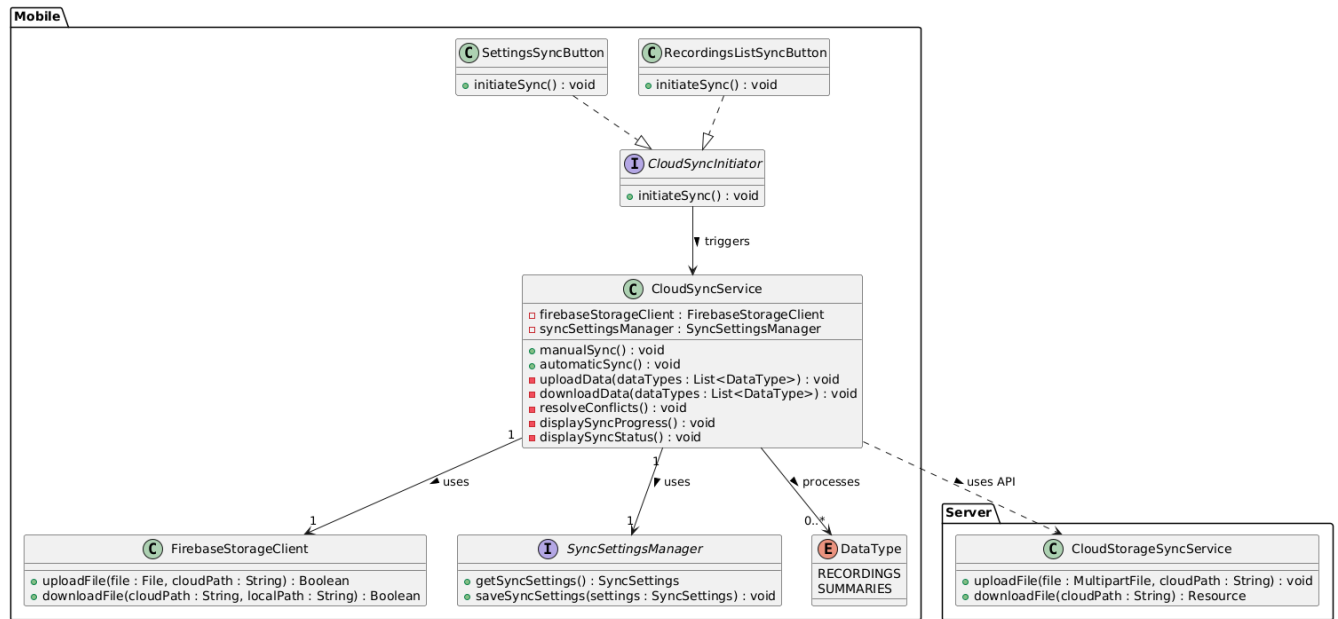 Mobile
C SettingsSyncButton
initiateSync() : void
C RecordingsListSyncButton
initiateSync() : void
I CloudSyncInitiator
initiateSync() : void
triggers
C CloudSyncService
firebaseStorageClient : FirebaseStorageClient
syncSettingsManager : SyncSettingsManager
manualSync() : void
automaticSync() : void
uploadData(dataTypes : List<DataType>) : void
downloadData(dataTypes : List<DataType>) : void
resolveConflicts() : void
displaySyncProgress() : void
displaySyncStatus() : void
1
uses
1
1
uses
1
processes
0..*
uses API
C FirebaseStorageClient
uploadFile(file : File, cloudPath : String) : Boolean
downloadFile(cloudPath : String, localPath : String) : Boolean
I SyncSettingsManager
getSyncSettings() : SyncSettings
saveSyncSettings(settings : SyncSettings) : void
E DataType
RECORDINGS
SUMMARIES
Server
C CloudStorageSyncService
uploadFile(file : MultipartFile, cloudPath : String) : void
downloadFile(cloudPath : String) : Resource